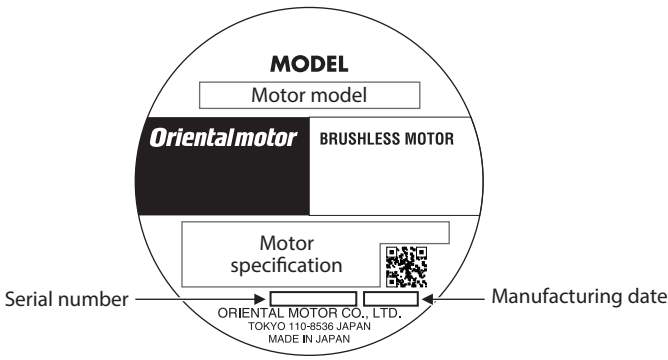 MODEL
Motor model
Orientalmotor BRUSHLESS MOTOR
Motor
specification
Serial number
Manufacturing date
ORIENTAL MOTOR CO., LTD.
TOKYO 110-8536 JAPAN
MADE IN JAPAN